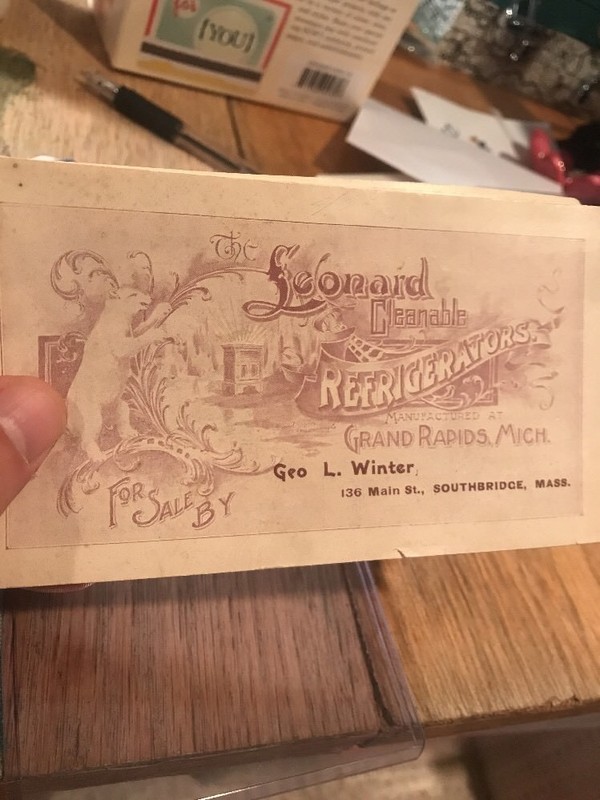 [YOU]
The
Leonard
Cleanable
REFRIGERATORS.
MANUFACTURED AT
GRAND RAPIDS, MICH.
FOR SALE BY
Geo L. Winter,
136 Main St., SOUTHBRIDGE, MASS.